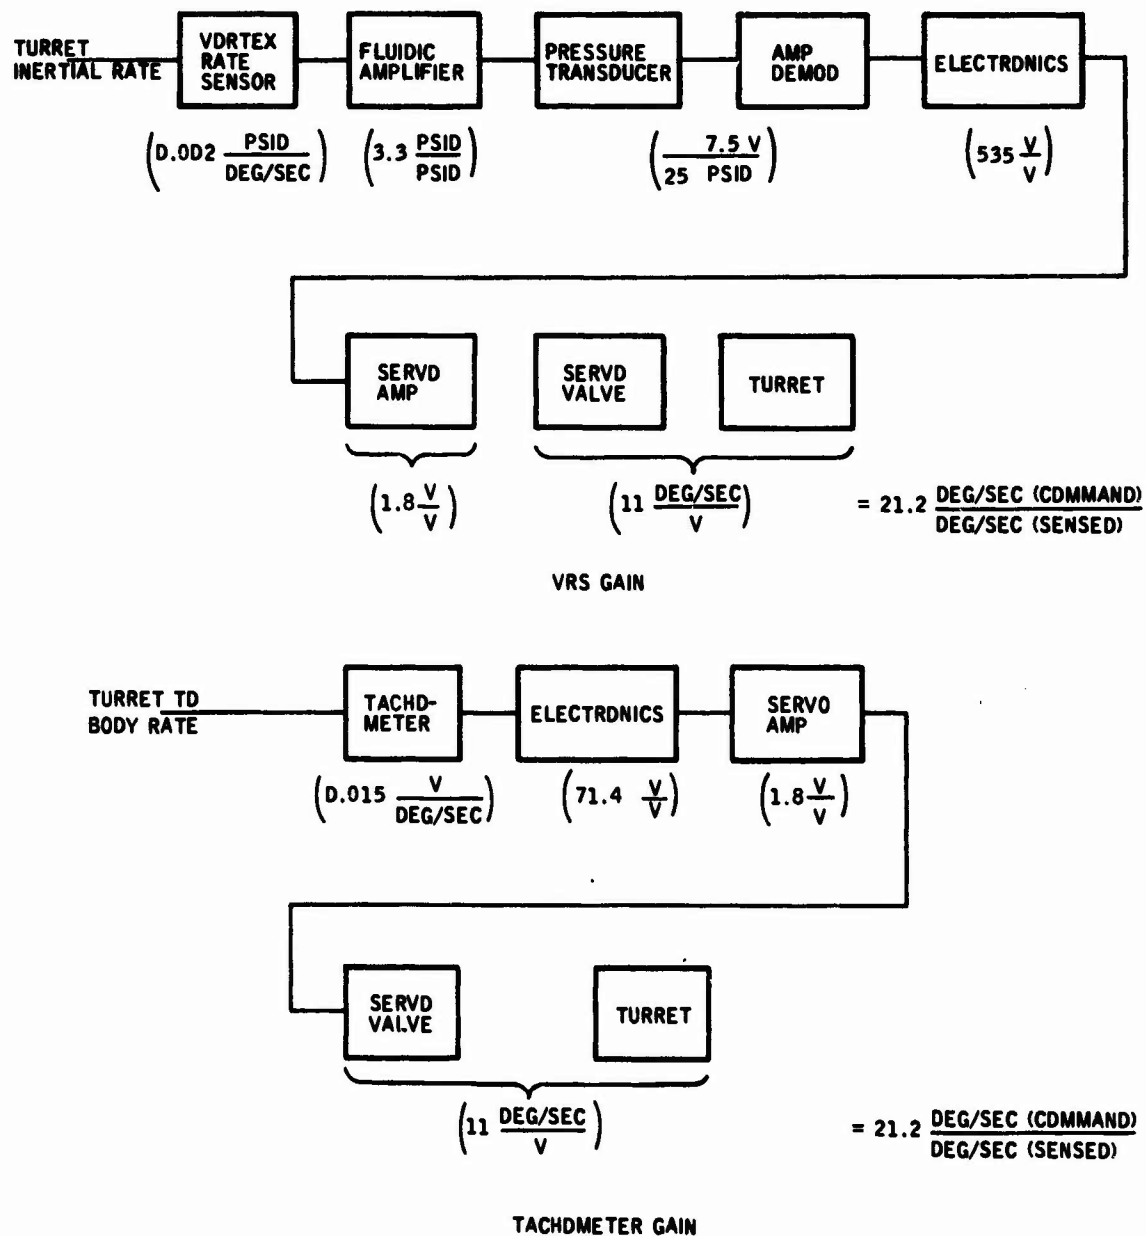 TURRET
INERTIAL RATE
VDRTEX
RATE
SENSOR
FLUIDIC
AMPLIFIER
PRESSURE
TRANSDUCER
AMP
DEMOD
ELECTRDNICS
(D.0D2 PSID / DEG/SEC)
(3.3 PSID / PSID)
(7.5 V / 25 PSID)
(535 V / V)
SERVD
AMP
SERVD
VALVE
TURRET
(1.8 V / V)
(11 DEG/SEC / V)
= 21.2 DEG/SEC (CDMMAND) / DEG/SEC (SENSED)
VRS GAIN
TURRET TD
BODY RATE
TACHD-
METER
ELECTRDNICS
SERVO
AMP
(D.015 V / DEG/SEC)
(71.4 V / V)
(1.8 V / V)
SERVD
VALVE
TURRET
(11 DEG/SEC / V)
= 21.2 DEG/SEC (CDMMAND) / DEG/SEC (SENSED)
TACHDMETER GAIN